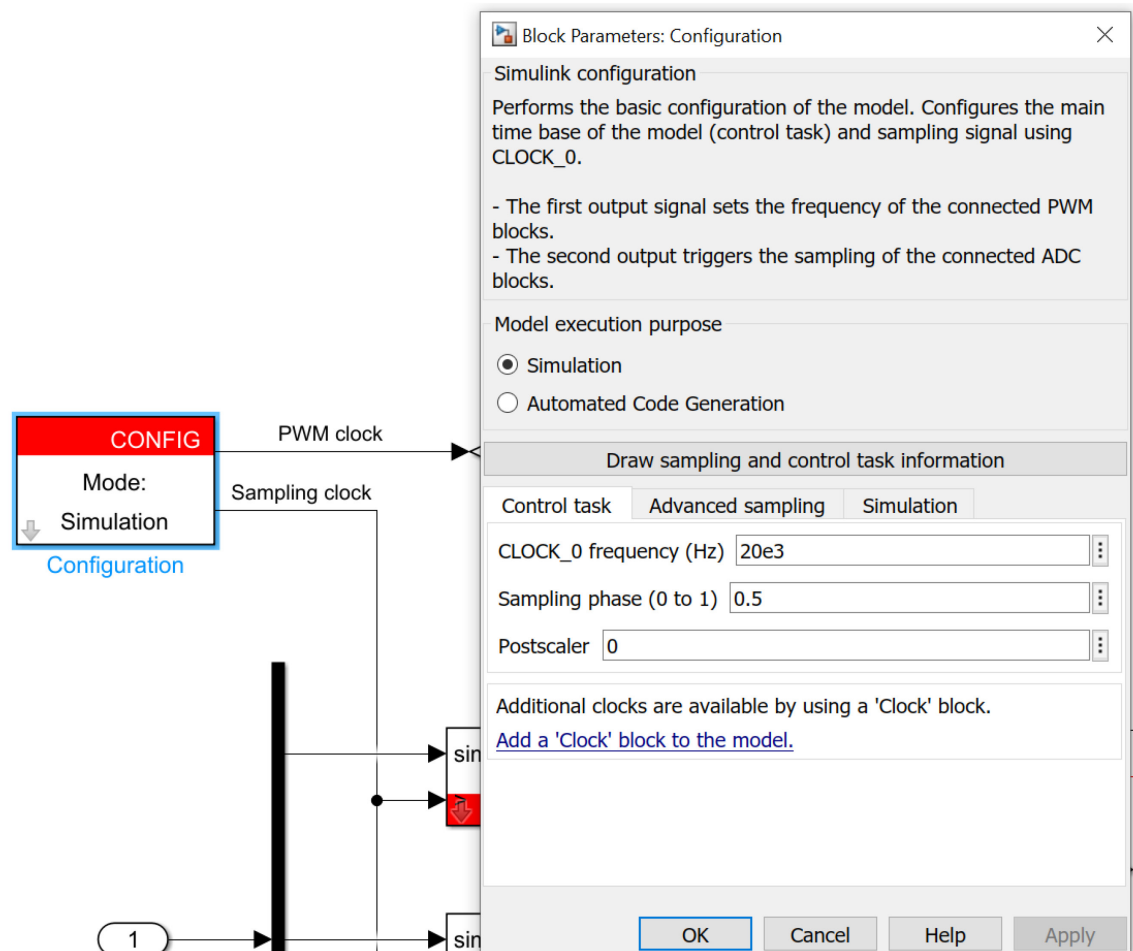 Block Parameters: Configuration
Simulink configuration
Performs the basic configuration of the model. Configures the main
time base of the model (control task) and sampling signal using
CLOCK_0.
- The first output signal sets the frequency of the connected PWM
blocks.
- The second output triggers the sampling of the connected ADC
blocks.
Model execution purpose
Simulation
Automated Code Generation
Draw sampling and control task information
Control task
Advanced sampling
Simulation
CLOCK_0 frequency (Hz) 20e3
Sampling phase (0 to 1) 0.5
Postscaler 0
Additional clocks are available by using a 'Clock' block.
Add a 'Clock' block to the model.
OK
Cancel
Help
Apply
CONFIG
Mode:
Simulation
Configuration
PWM clock
Sampling clock
sin
1
sin